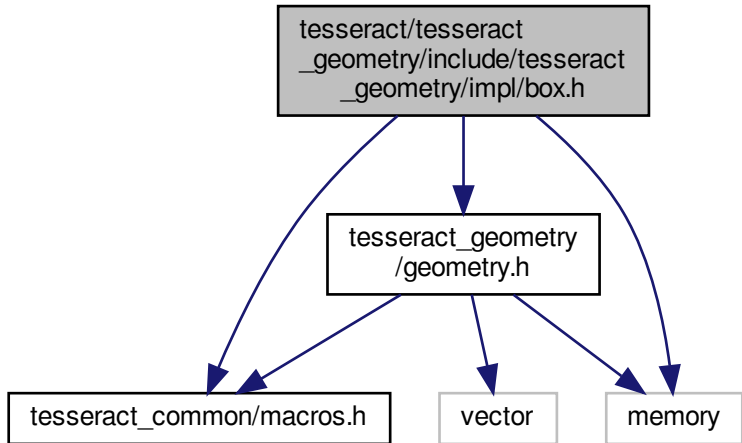 tesseract/tesseract
_geometry/include/tesseract
_geometry/impl/box.h
tesseract_geometry
/geometry.h
tesseract_common/macros.h
vector
memory